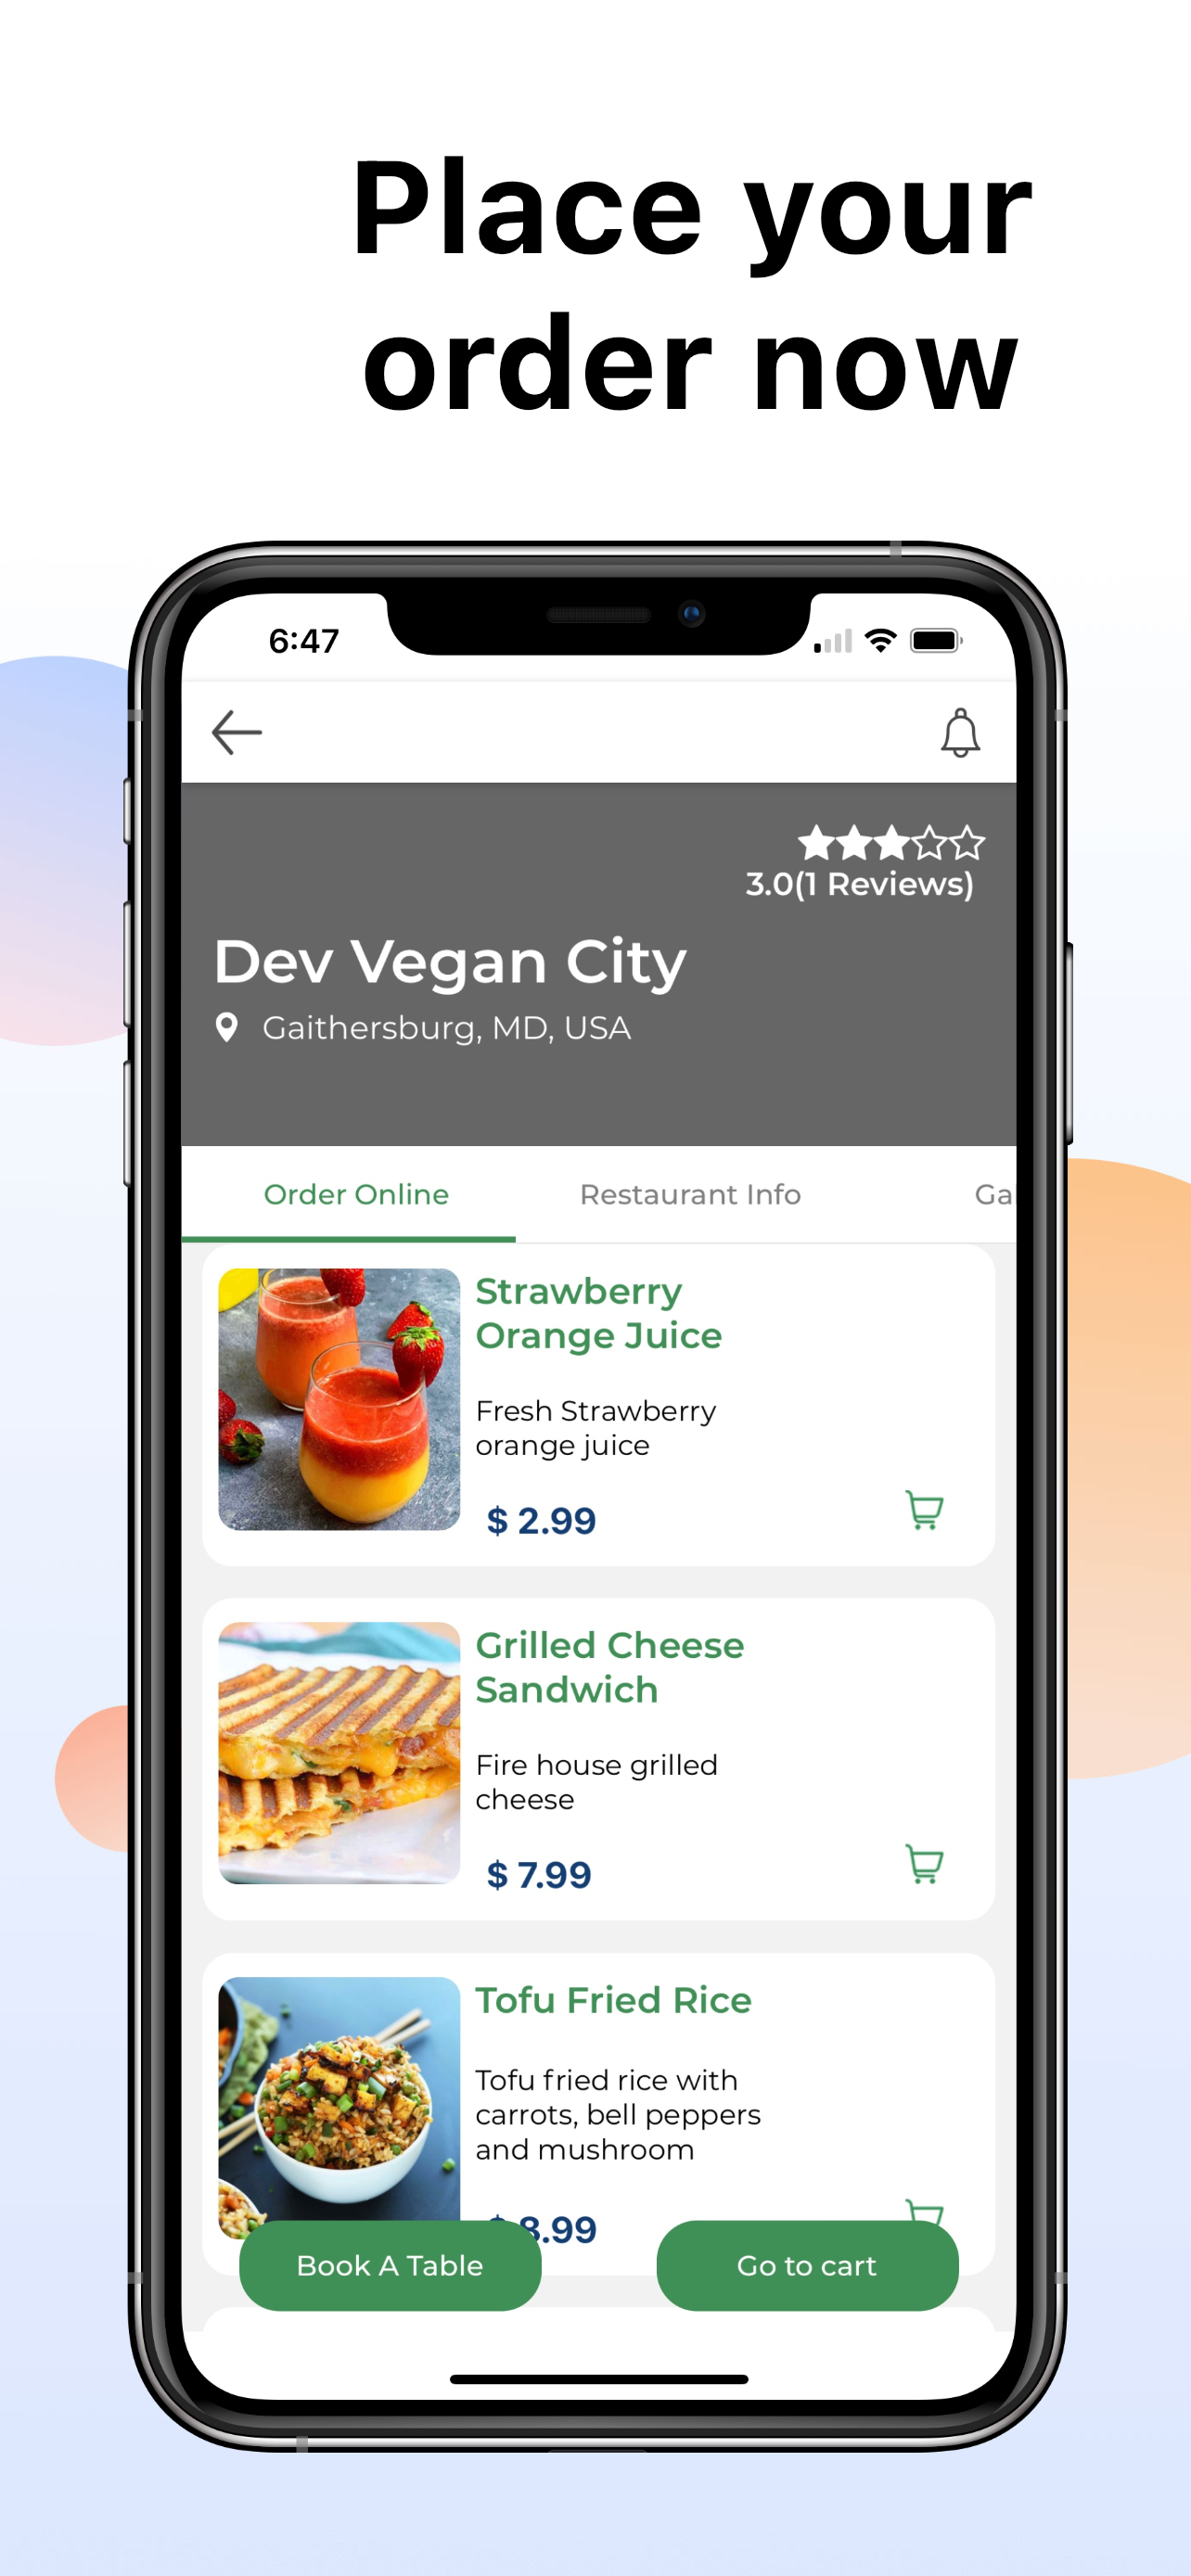 Place your
order now
6:47
3.0(1 Reviews)
Dev Vegan City
Gaithersburg, MD, USA
Order Online
Restaurant Info
Ga
Strawberry
Orange Juice
Fresh Strawberry
orange juice
$ 2.99
Grilled Cheese
Sandwich
Fire house grilled
cheese
$ 7.99
Tofu Fried Rice
Tofu fried rice with
carrots, bell peppers
and mushroom
$ 8.99
Book A Table
Go to cart